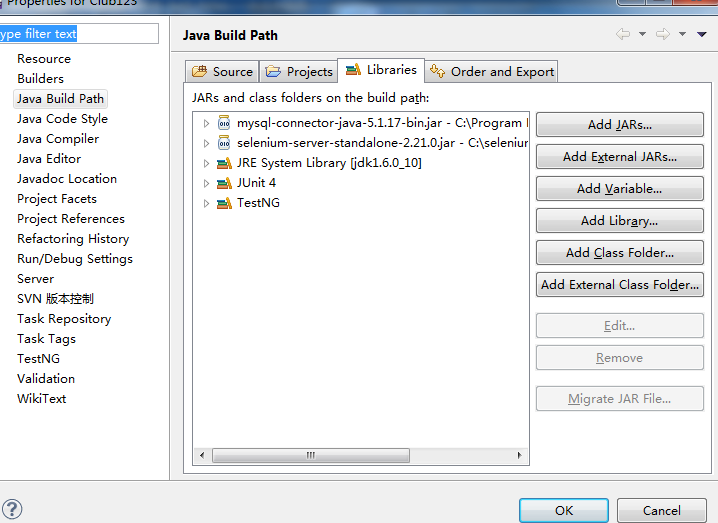 Properties for Club123
type filter text
Resource
Builders
Java Build Path
Java Code Style
Java Compiler
Java Editor
Javadoc Location
Project Facets
Project References
Refactoring History
Run/Debug Settings
Server
SVN 版本控制
Task Repository
Task Tags
TestNG
Validation
WikiText
Java Build Path
Source Projects Libraries Order and Export
JARs and class folders on the build path:
mysql-connector-java-5.1.17-bin.jar - C:\Program
selenium-server-standalone-2.21.0.jar - C:\seleniu
JRE System Library [jdk1.6.0_10]
JUnit 4
TestNG
Add JARs...
Add External JARs...
Add Variable...
Add Library...
Add Class Folder...
Add External Class Folder...
Edit...
Remove
Migrate JAR File...
OK Cancel